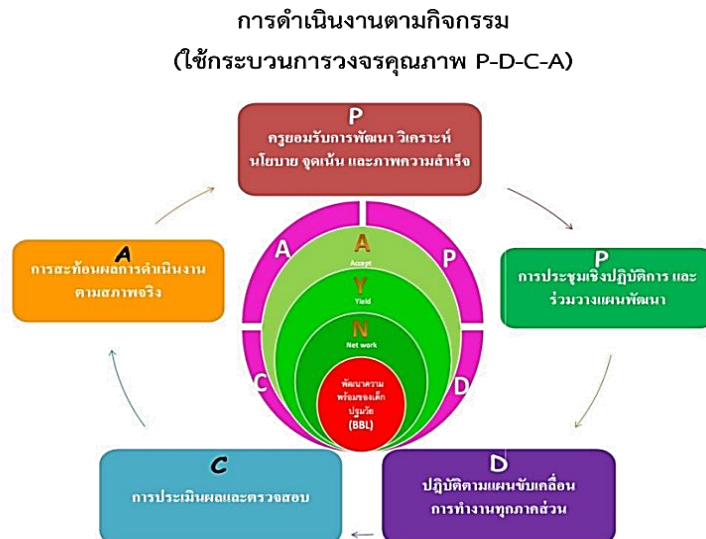 การดำเนินงานตามกิจกรรม
(ใช้กระบวนการวงจรคุณภาพ P-D-C-A)
P
ครูยอมรับการพัฒนา วิเคราะห์
นโยบาย จุดเน้น และภาพความสำเร็จ
A
การสะท้อนผลการดำเนินงาน
ตามสภาพจริง
P
การประชุมเชิงปฏิบัติการ และ
ร่วมวางแผนพัฒนา
A
P
C
D
A
Accept
Y
Yield
N
Net work
พัฒนาความ
พร้อมของเด็ก
ปฐมวัย
(BBL)
C
การประเมินผลและตรวจสอบ
D
ปฎิบัติตามแผนขับเคลื่อน
การทำงานทุกภาคส่วน